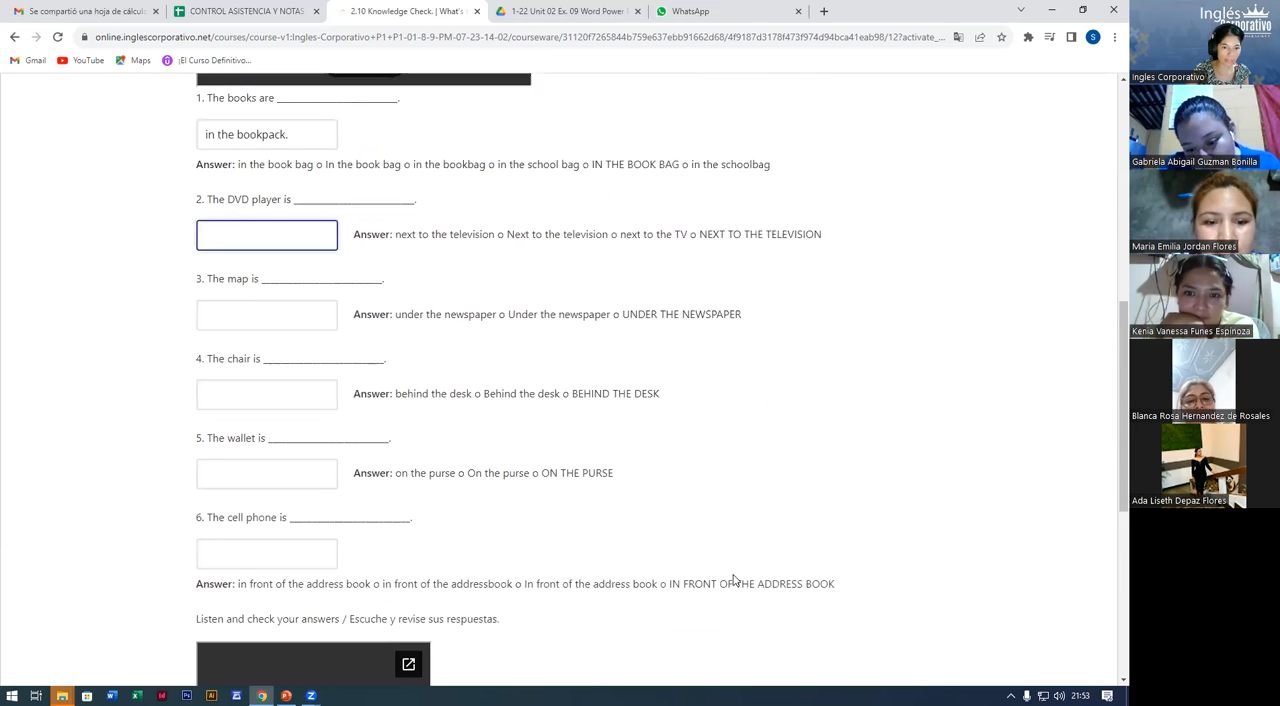 Se compartió una hoja de cálculo
CONTROL ASISTENCIA Y NOTAS
2.10 Knowledge Check. | What's
1-22 Unit 02 Ex. 09 Word Power
WhatsApp
online.inglescorporativo.net/courses/course-v1:Ingles-Corporativo+P1+P1-01-8-9-PM-07-23-14-02/courseware/31120f7265844b759e637ebb91662d68/4f9187d3178f473f974d94bca41eab98/12?activate_...
S
Gmail
YouTube
Maps
¡El Curso Definitivo...
1. The books are ________________________.
in the bookpack.
Answer: in the book bag o In the book bag o in the bookbag o in the school bag o IN THE BOOK BAG o in the schoolbag
2. The DVD player is ________________________.
Answer: next to the television o Next to the television o next to the TV o NEXT TO THE TELEVISION
3. The map is ________________________.
Answer: under the newspaper o Under the newspaper o UNDER THE NEWSPAPER
4. The chair is ________________________.
Answer: behind the desk o Behind the desk o BEHIND THE DESK
5. The wallet is ________________________.
Answer: on the purse o On the purse o ON THE PURSE
6. The cell phone is ________________________.
Answer: in front of the address book o in front of the addressbook o In front of the address book o IN FRONT OF THE ADDRESS BOOK
Listen and check your answers / Escuche y revise sus respuestas.
Inglés
Corporativo
Ingles Corporativo
Gabriela Abigail Guzman Bonilla
Maria Emilia Jordan Flores
Kenia Vanessa Funes Espinoza
Blanca Rosa Hernandez de Rosales
Ada Liseth Depaz Flores
21:53